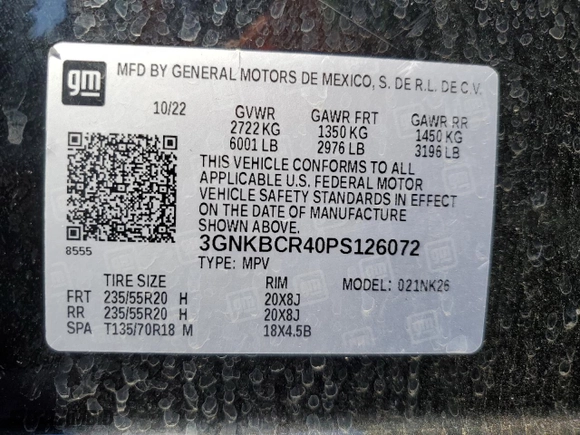 gm MFD BY GENERAL MOTORS DE MEXICO, S. DE R.L. DE C.V.
10/22 GVWR GAWR FRT GAWR RR
2722 KG 1350 KG 1450 KG
6001 LB 2976 LB 3196 LB
THIS VEHICLE CONFORMS TO ALL
APPLICABLE U.S. FEDERAL MOTOR
VEHICLE SAFETY STANDARDS IN EFFECT
ON THE DATE OF MANUFACTURE
SHOWN ABOVE.
8555 3GNKBCR40PS126072
TYPE: MPV
TIRE SIZE RIM MODEL: 021NK26
FRT 235/55R20 H 20X8J
RR 235/55R20 H 20X8J
SPA T135/70R18 M 18X4.5B